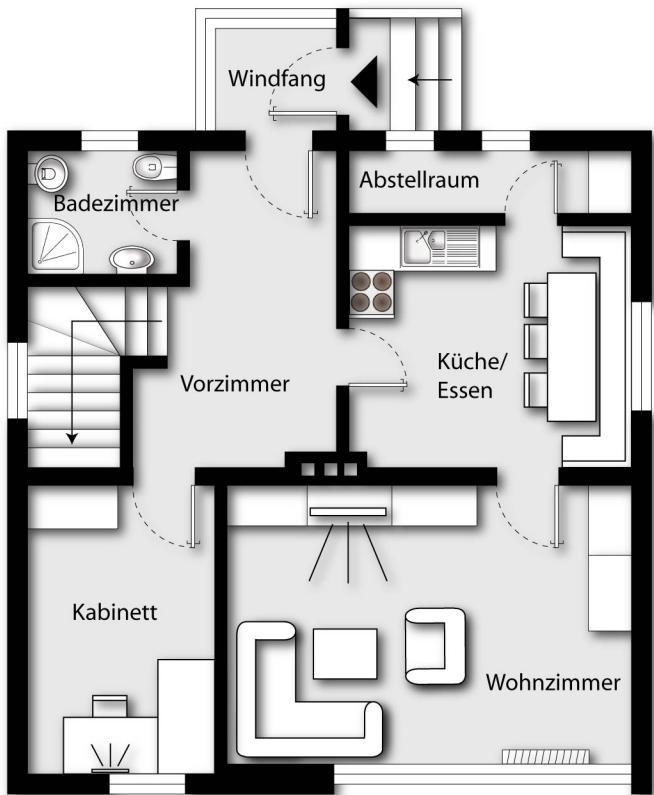 Windfang
Abstellraum
Badezimmer
Küche/
Essen
Vorzimmer
Kabinett
Wohnzimmer